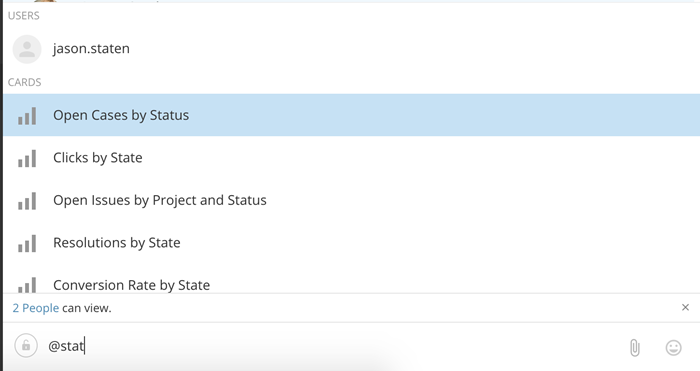 USERS
jason.staten
CARDS
Open Cases by Status
Clicks by State
Open Issues by Project and Status
Resolutions by State
Conversion Rate by State
2 People can view.
@stat